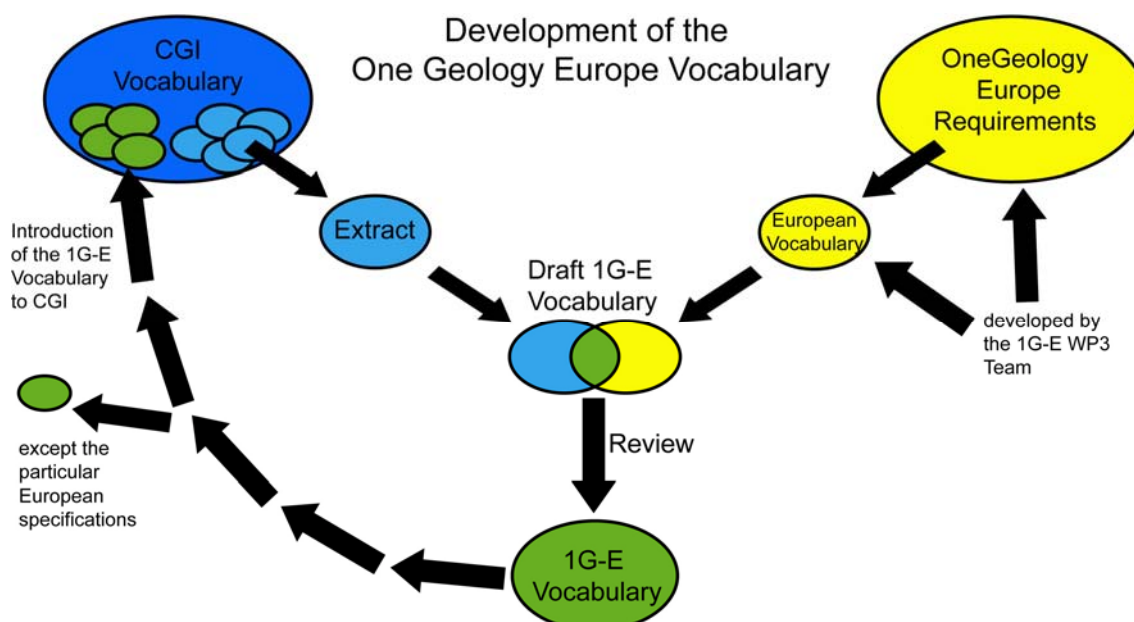 Development of the
One Geology Europe Vocabulary
CGI
Vocabulary
OneGeology
Europe
Requirements
Extract
European
Vocabulary
Introduction
of the 1G-E
Vocabulary
to CGI
Draft 1G-E
Vocabulary
developed by
the 1G-E WP3
Team
except the
particular
European
specifications
Review
1G-E
Vocabulary